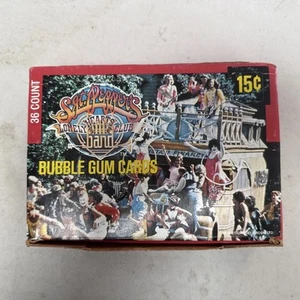 36 COUNT
15¢
Sgt. Pepper's
LONELY HEARTS CLUB
band
BUBBLE GUM CARDS